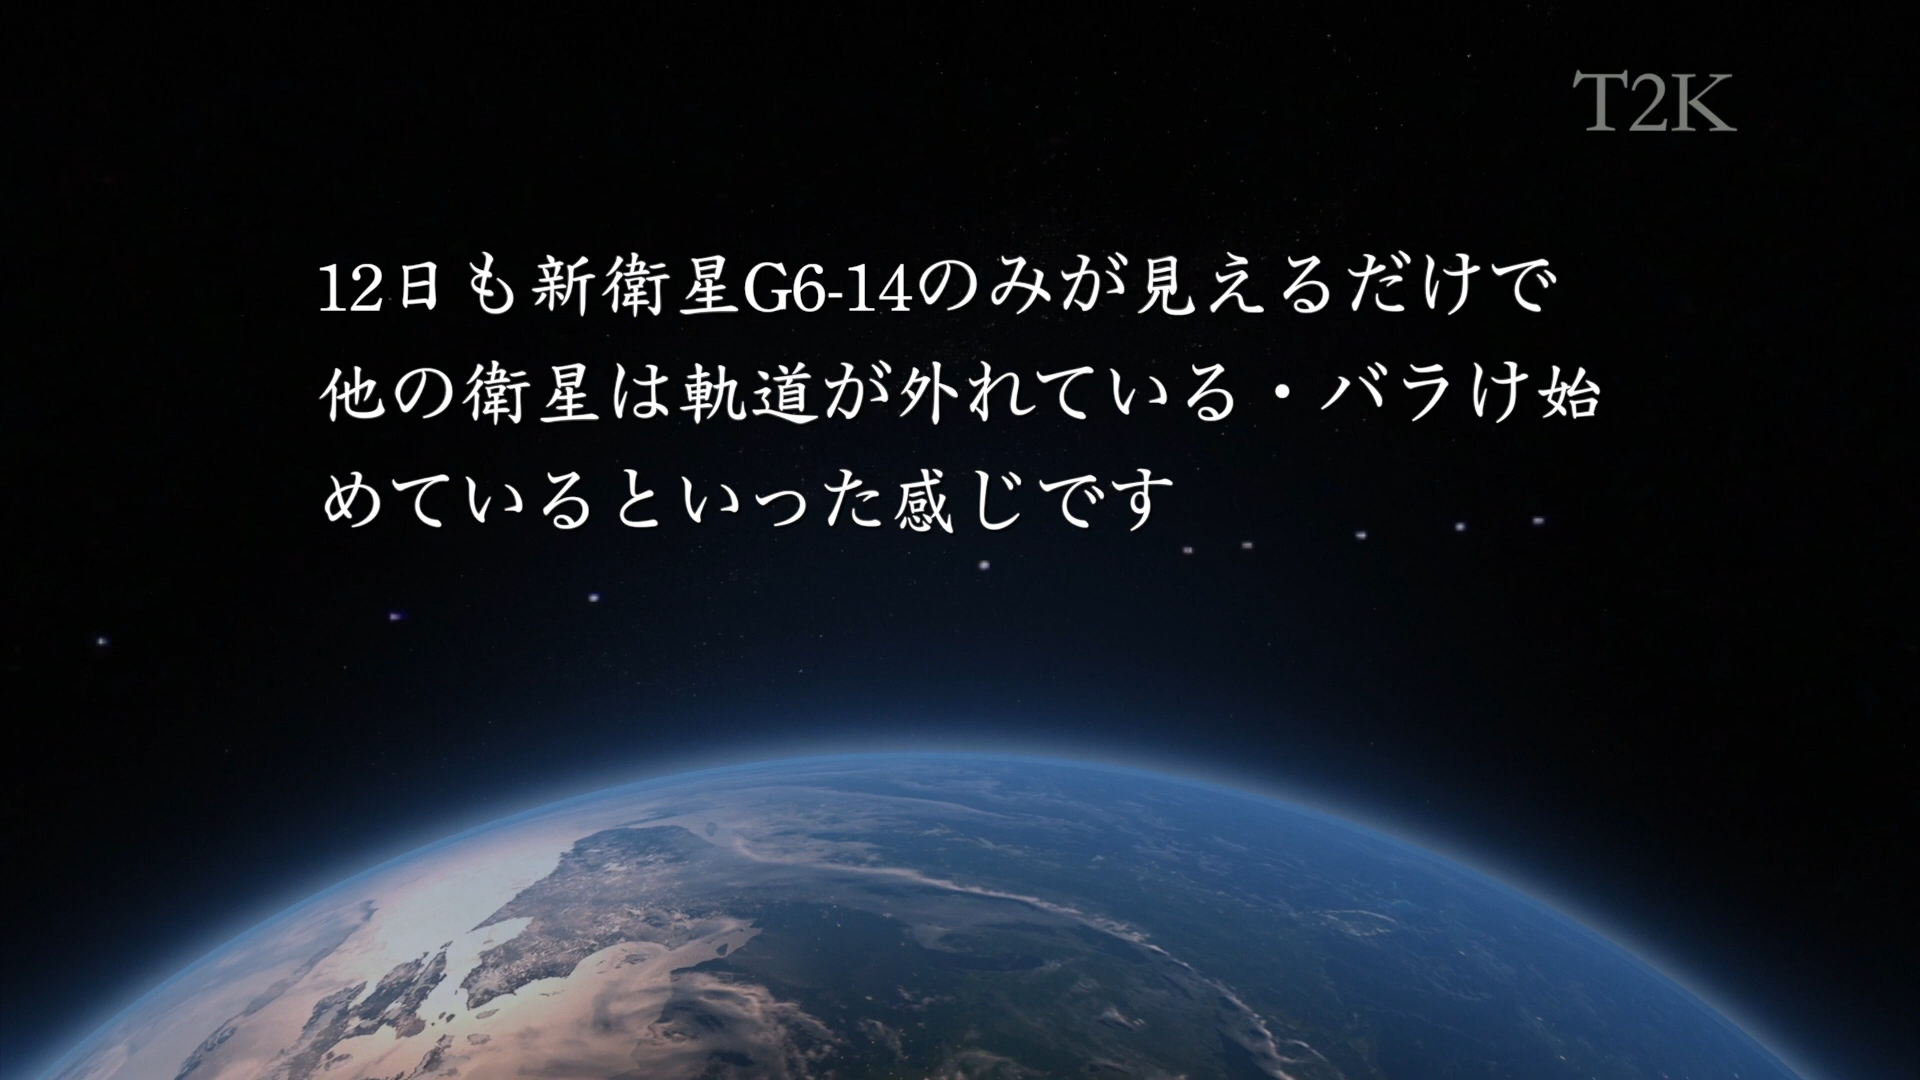 T2K
12日も新衛星G6-14のみが見えるだけで
他の衛星は軌道が外れている・バラけ始
めているといった感じです